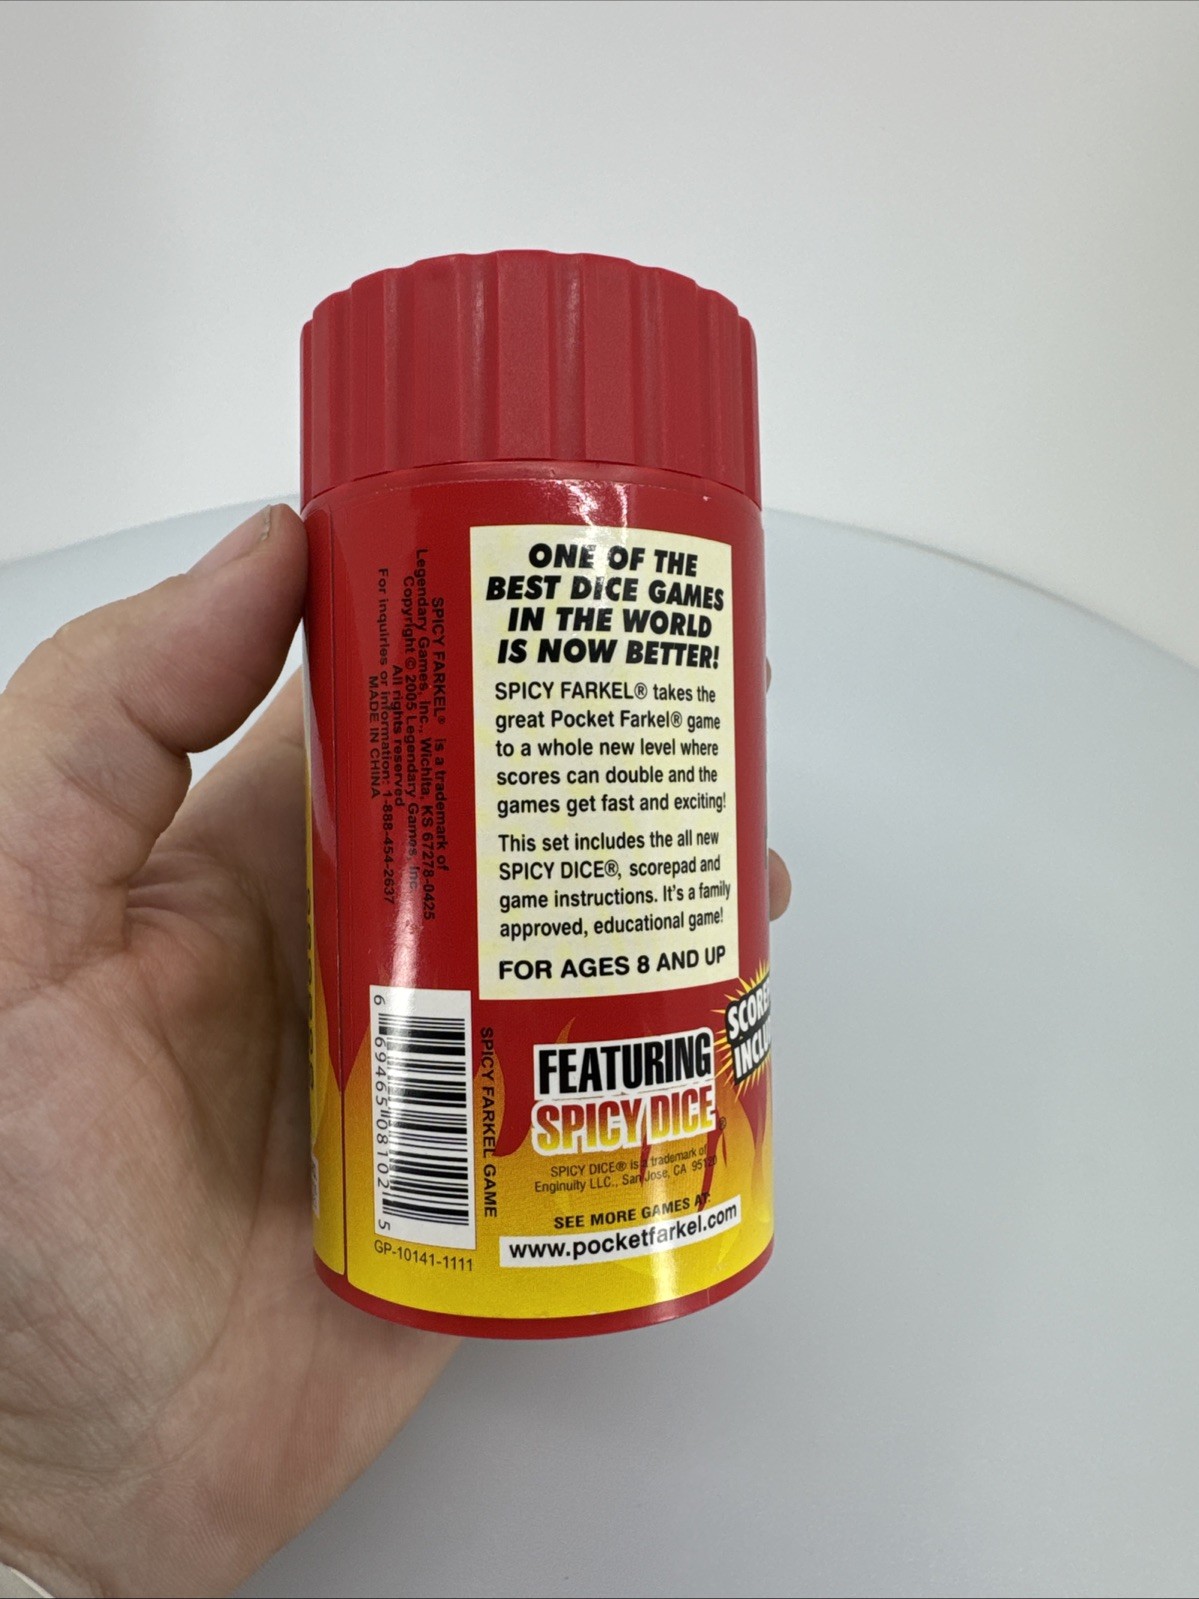 ONE OF THE
BEST DICE GAMES
IN THE WORLD
IS NOW BETTER!
SPICY FARKEL® takes the
great Pocket Farkel® game
to a whole new level where
scores can double and the
games get fast and exciting!
This set includes the all new
SPICY DICE®, scorepad and
game instructions. It's a family
approved, educational game!
FOR AGES 8 AND UP
FEATURING
SPICY DICE®
SPICY DICE® is a trademark of
Enginuity LLC., San Jose, CA 95120
SEE MORE GAMES AT:
www.pocketfarkel.com
SPICY FARKEL® is a trademark of
Legendary Games, Inc., Wichita, KS 67278-0425
Copyright © 2005 Legendary Games, Inc.
All rights reserved
For inquiries or information: 1-888-454-2637
MADE IN CHINA
SPICY FARKEL GAME
6 69465 08102 5
GP-10141-1111